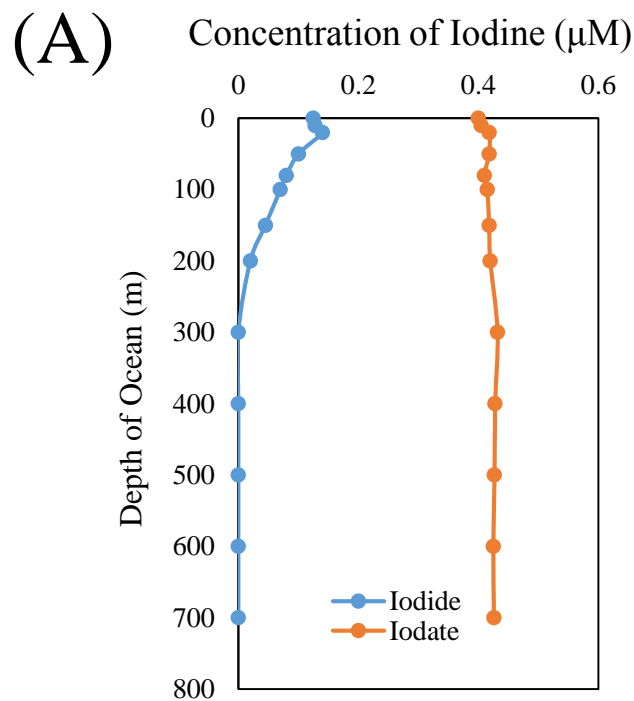 (A)
Concentration of Iodine (μM)
0 0.2 0.4 0.6
0
100
200
300
400
500
600
700
800
Depth of Ocean (m)
Iodide
Iodate